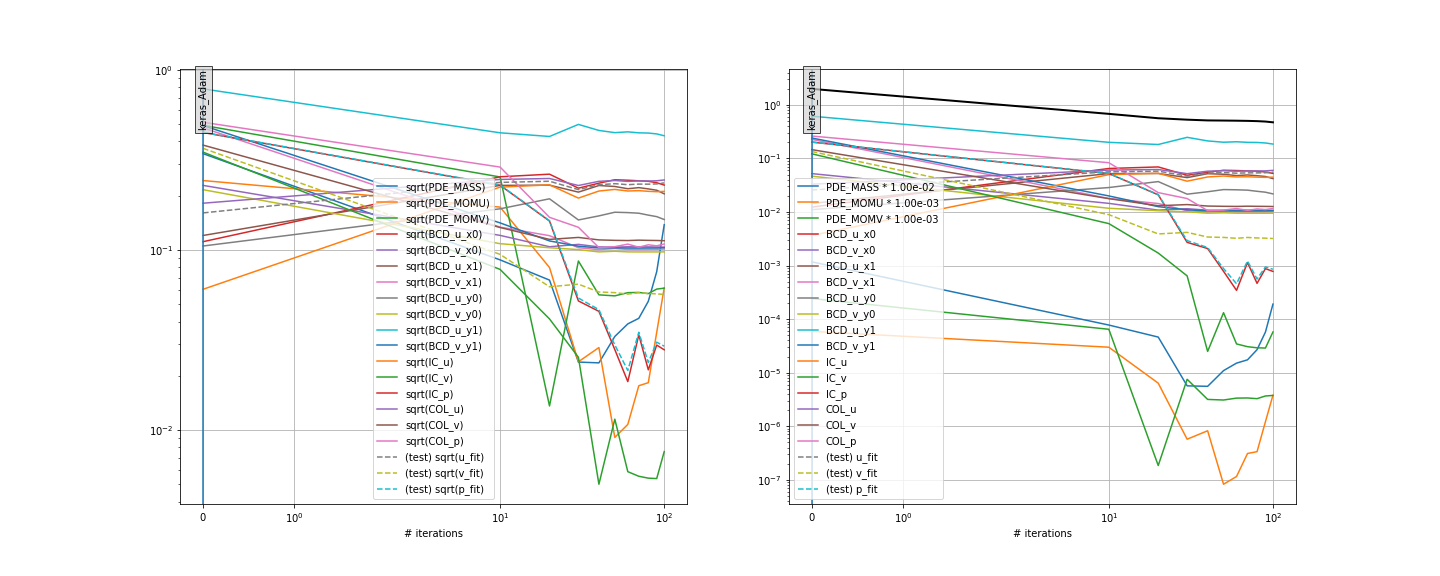 10⁰
10⁻¹
10⁻²
keras_Adam
sqrt(PDE_MASS)
sqrt(PDE_MOMU)
sqrt(PDE_MOMV)
sqrt(BCD_u_x0)
sqrt(BCD_v_x0)
sqrt(BCD_u_x1)
sqrt(BCD_v_x1)
sqrt(BCD_u_y0)
sqrt(BCD_v_y0)
sqrt(BCD_u_y1)
sqrt(BCD_v_y1)
sqrt(IC_u)
sqrt(IC_v)
sqrt(IC_p)
sqrt(COL_u)
sqrt(COL_v)
sqrt(COL_p)
(test) sqrt(u_fit)
(test) sqrt(v_fit)
(test) sqrt(p_fit)
0 10⁰ 10¹ 10²
# iterations
10⁰
10⁻¹
10⁻²
10⁻³
10⁻⁴
10⁻⁵
10⁻⁶
10⁻⁷
keras_Adam
PDE_MASS * 1.00e-02
PDE_MOMU * 1.00e-03
PDE_MOMV * 1.00e-03
BCD_u_x0
BCD_v_x0
BCD_u_x1
BCD_v_x1
BCD_u_y0
BCD_v_y0
BCD_u_y1
BCD_v_y1
IC_u
IC_v
IC_p
COL_u
COL_v
COL_p
(test) u_fit
(test) v_fit
(test) p_fit
0 10⁰ 10¹ 10²
# iterations